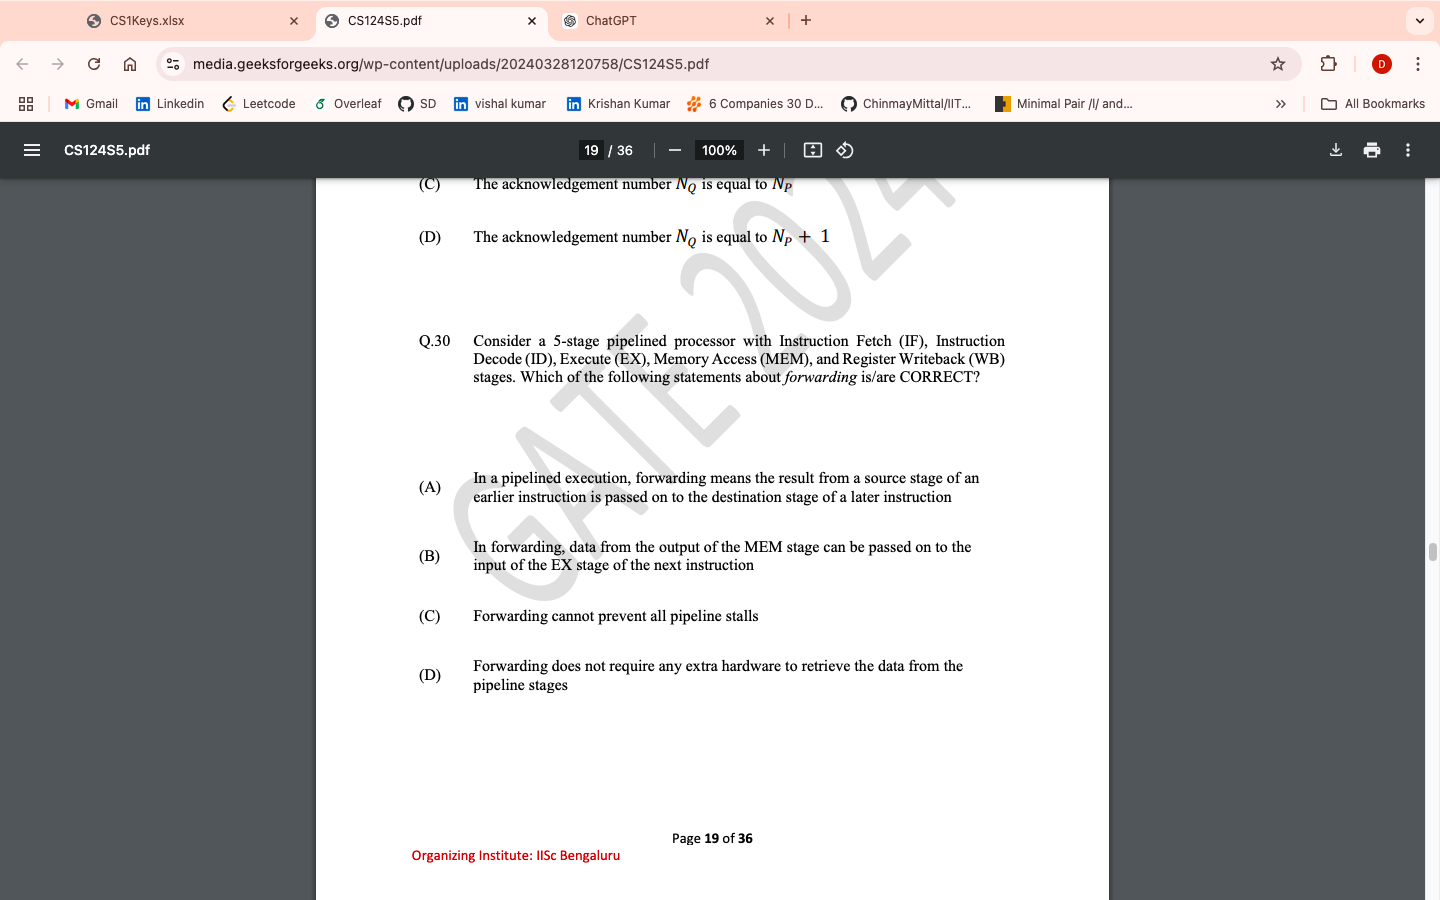 CS1Keys.xlsx
CS124S5.pdf
ChatGPT
media.geeksforgeeks.org/wp-content/uploads/20240328120758/CS124S5.pdf
D
Gmail
Linkedin
Leetcode
Overleaf
SD
vishal kumar
Krishan Kumar
6 Companies 30 D...
ChinmayMittal/IIT...
Minimal Pair /l/ and...
All Bookmarks
CS124S5.pdf
19 / 36
100%
(C) The acknowledgement number N_Q is equal to N_P
(D) The acknowledgement number N_Q is equal to N_P + 1
GATE 2024
Q.30 Consider a 5-stage pipelined processor with Instruction Fetch (IF), Instruction
Decode (ID), Execute (EX), Memory Access (MEM), and Register Writeback (WB)
stages. Which of the following statements about forwarding is/are CORRECT?
(A) In a pipelined execution, forwarding means the result from a source stage of an
earlier instruction is passed on to the destination stage of a later instruction
(B) In forwarding, data from the output of the MEM stage can be passed on to the
input of the EX stage of the next instruction
(C) Forwarding cannot prevent all pipeline stalls
(D) Forwarding does not require any extra hardware to retrieve the data from the
pipeline stages
Page 19 of 36
Organizing Institute: IISc Bengaluru